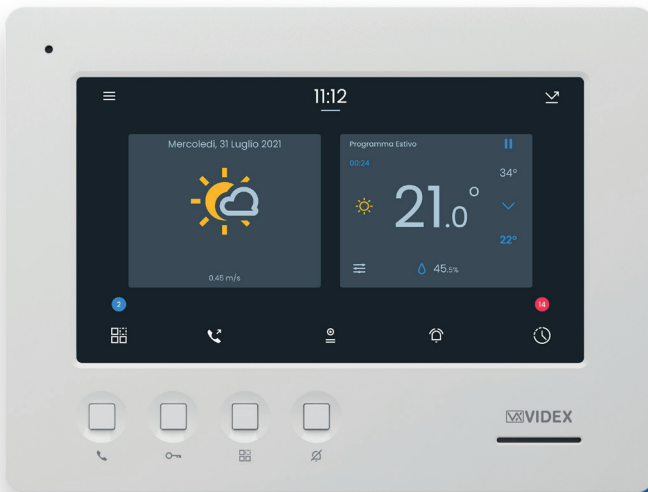 11:12
Mercoledì, 31 Luglio 2021
0.45 m/s
Programma Estivo
00:24
34°
21.0°
22°
45.5%
2
14
VIDEX